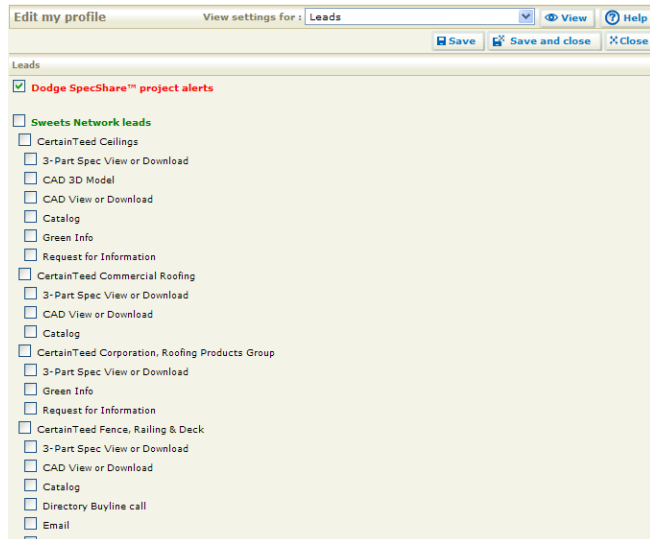 Edit my profile View settings for : Leads View Help
Save Save and close Close
Leads
Dodge SpecShare™ project alerts
Sweets Network leads
CertainTeed Ceilings
3-Part Spec View or Download
CAD 3D Model
CAD View or Download
Catalog
Green Info
Request for Information
CertainTeed Commercial Roofing
3-Part Spec View or Download
CAD View or Download
Catalog
CertainTeed Corporation, Roofing Products Group
3-Part Spec View or Download
Green Info
Request for Information
CertainTeed Fence, Railing & Deck
3-Part Spec View or Download
CAD View or Download
Catalog
Directory Buyline call
Email